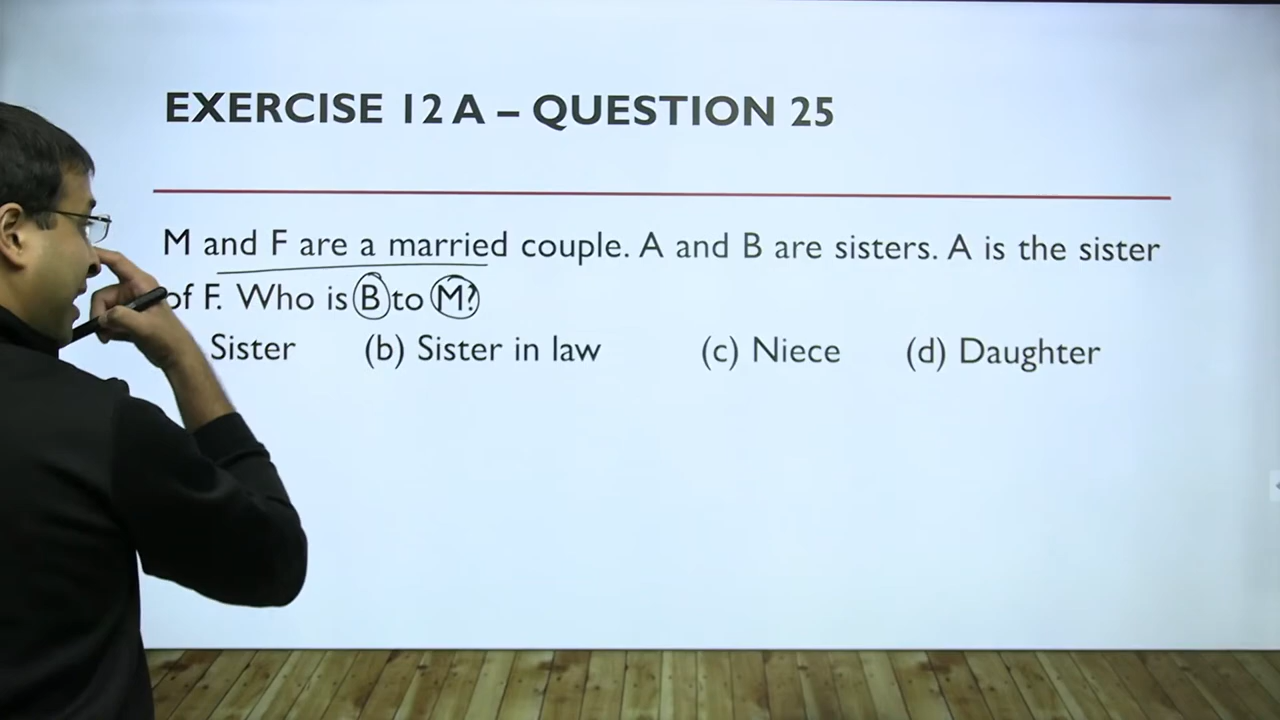 EXERCISE 12 A – QUESTION 25
M and F are a married couple. A and B are sisters. A is the sister
of F. Who is B to M?
Sister (b) Sister in law (c) Niece (d) Daughter